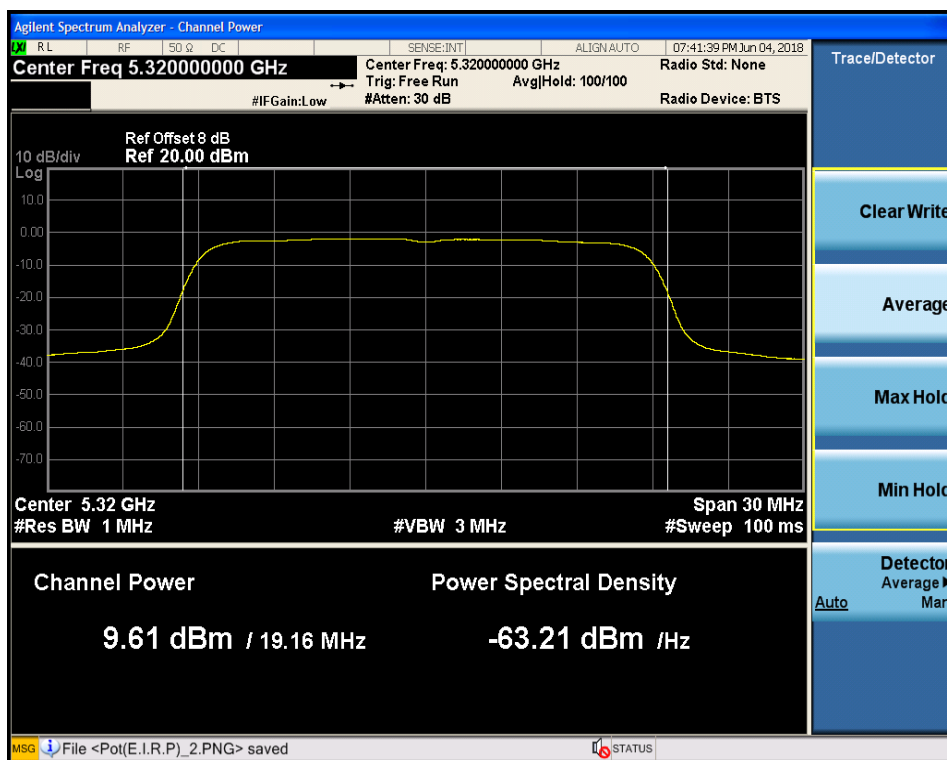 Agilent Spectrum Analyzer - Channel Power
LXI RL RF 50 Ω DC SENSE:INT ALIGN AUTO 07:41:39 PM Jun 04, 2018
Center Freq 5.320000000 GHz
Center Freq: 5.320000000 GHz
Radio Std: None
Trig: Free Run Avg|Hold: 100/100
#IFGain:Low
#Atten: 30 dB
Radio Device: BTS
Ref Offset 8 dB
10 dB/div Ref 20.00 dBm
Log
10.0
0.00
-10.0
-20.0
-30.0
-40.0
-50.0
-60.0
-70.0
Center 5.32 GHz Span 30 MHz
#Res BW 1 MHz #VBW 3 MHz #Sweep 100 ms
Channel Power
Power Spectral Density
9.61 dBm / 19.16 MHz
-63.21 dBm /Hz
Trace/Detector
Clear Write
Average
Max Hold
Min Hold
Detector
Average
Auto Man
MSG File <Pot(E.I.R.P)_2.PNG> saved STATUS